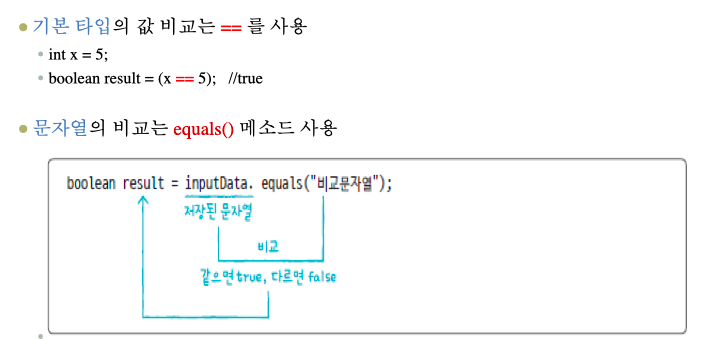 기본 타입의 값 비교는 == 를 사용
int x = 5;
boolean result = (x == 5); //true
문자열의 비교는 equals() 메소드 사용
boolean result = inputData. equals("비교문자열");
저장된 문자열
비교
같으면 true, 다르면 false